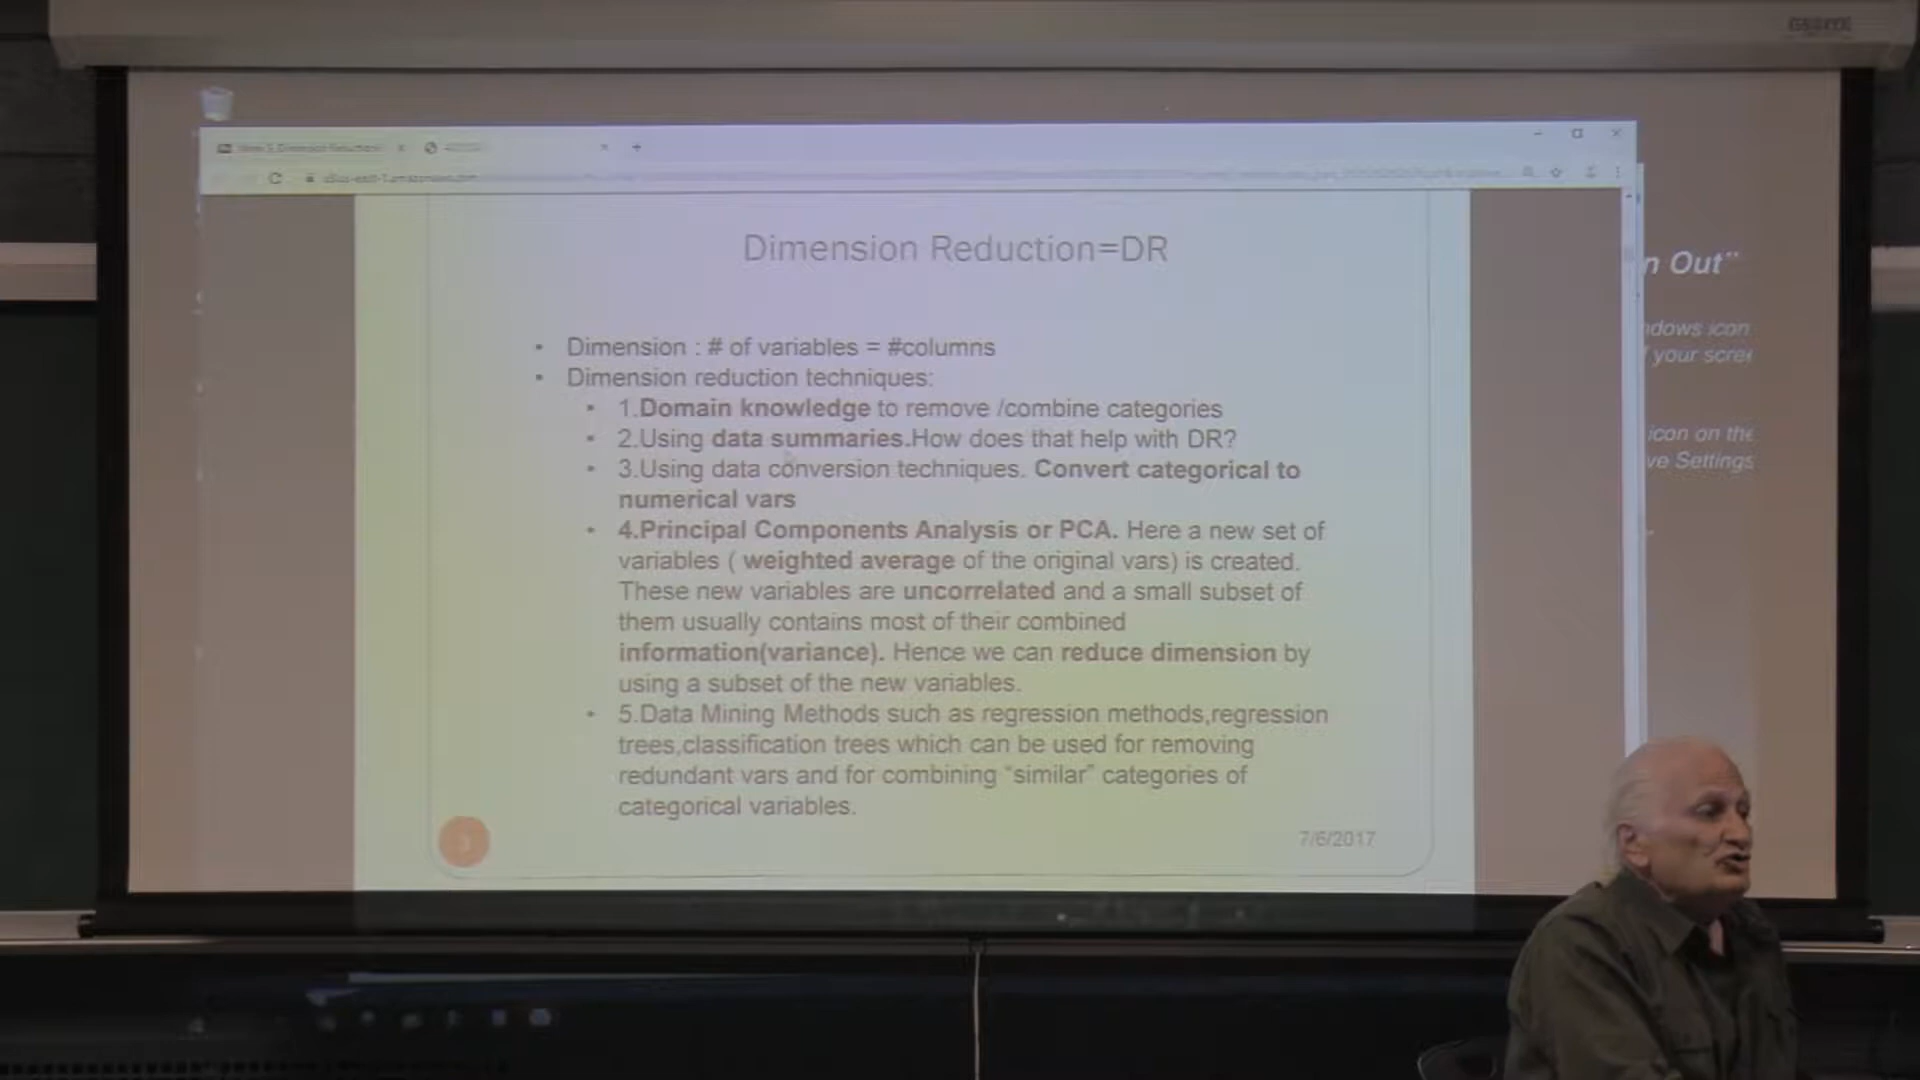 Dimension Reduction=DR
• Dimension : # of variables = #columns
• Dimension reduction techniques:
• 1.Domain knowledge to remove /combine categories
• 2.Using data summaries.How does that help with DR?
• 3.Using data conversion techniques. Convert categorical to
numerical vars
• 4.Principal Components Analysis or PCA. Here a new set of
variables ( weighted average of the original vars) is created.
These new variables are uncorrelated and a small subset of
them usually contains most of their combined
information(variance). Hence we can reduce dimension by
using a subset of the new variables.
• 5.Data Mining Methods such as regression methods,regression
trees,classification trees which can be used for removing
redundant vars and for combining “similar” categories of
categorical variables.
3
7/6/2017
n Out”
ndows icon
your scree
icon on the
ve Settings